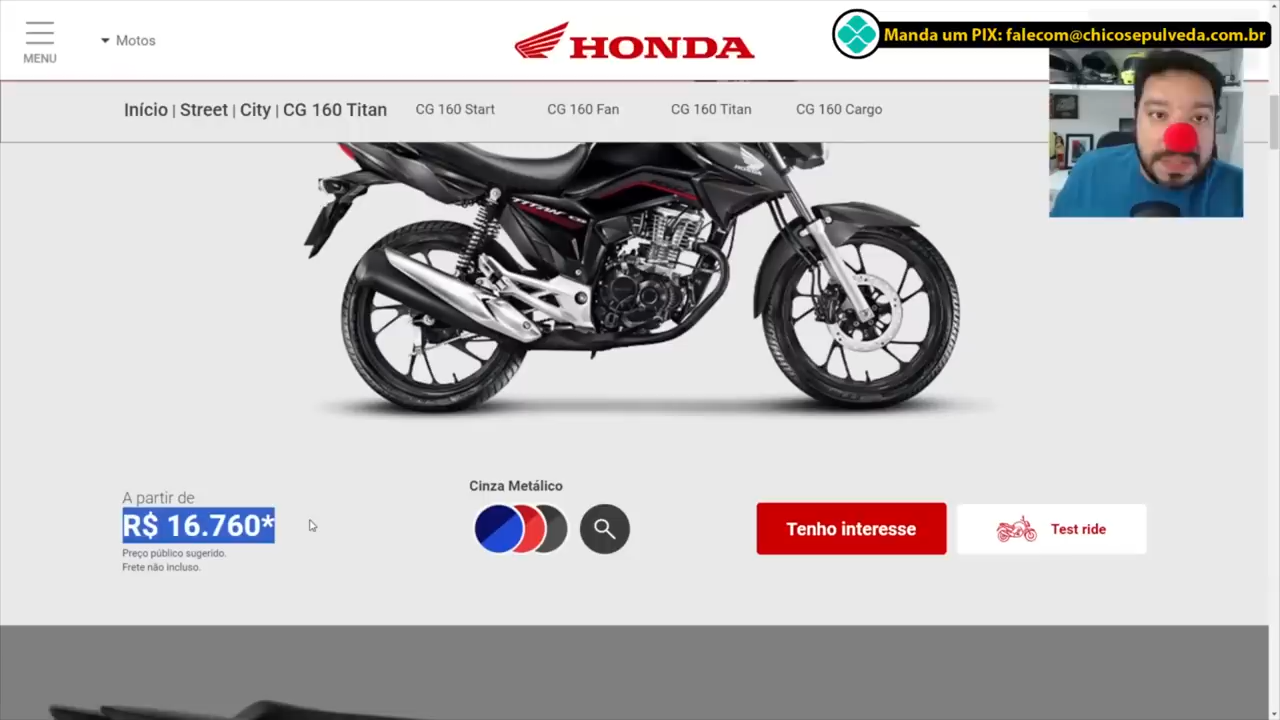 Manda um PIX: falecom@chicosepulveda.com.br
MENU
Motos
HONDA
Início | Street | City | CG 160 Titan
CG 160 Start
CG 160 Fan
CG 160 Titan
CG 160 Cargo
HONDA
TITAN
A partir de
R$ 16.760*
Preço público sugerido.
Frete não incluso.
Cinza Metálico
Tenho interesse
Test ride